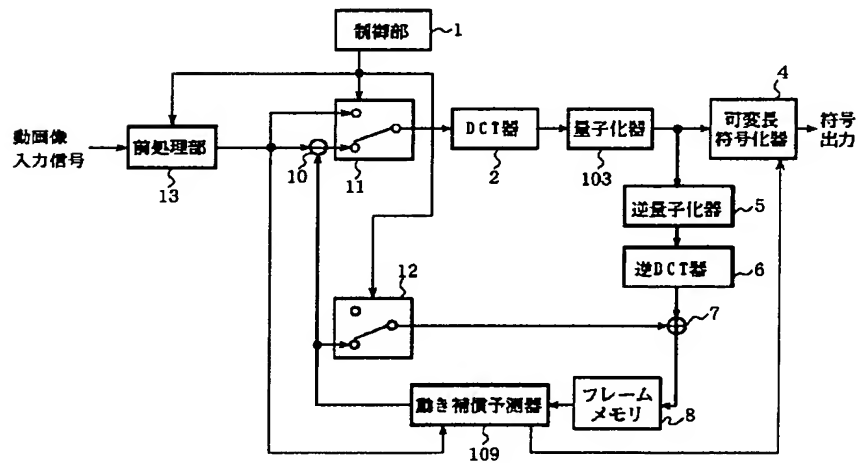 制御部
1
動画像
入力信号
前処理部
13
10
11
DCT器
2
量子化器
103
4
可変長
符号化器
符号
出力
逆量子化器
5
逆DCT器
6
12
7
動き補償予測器
109
フレーム
メモリ
8